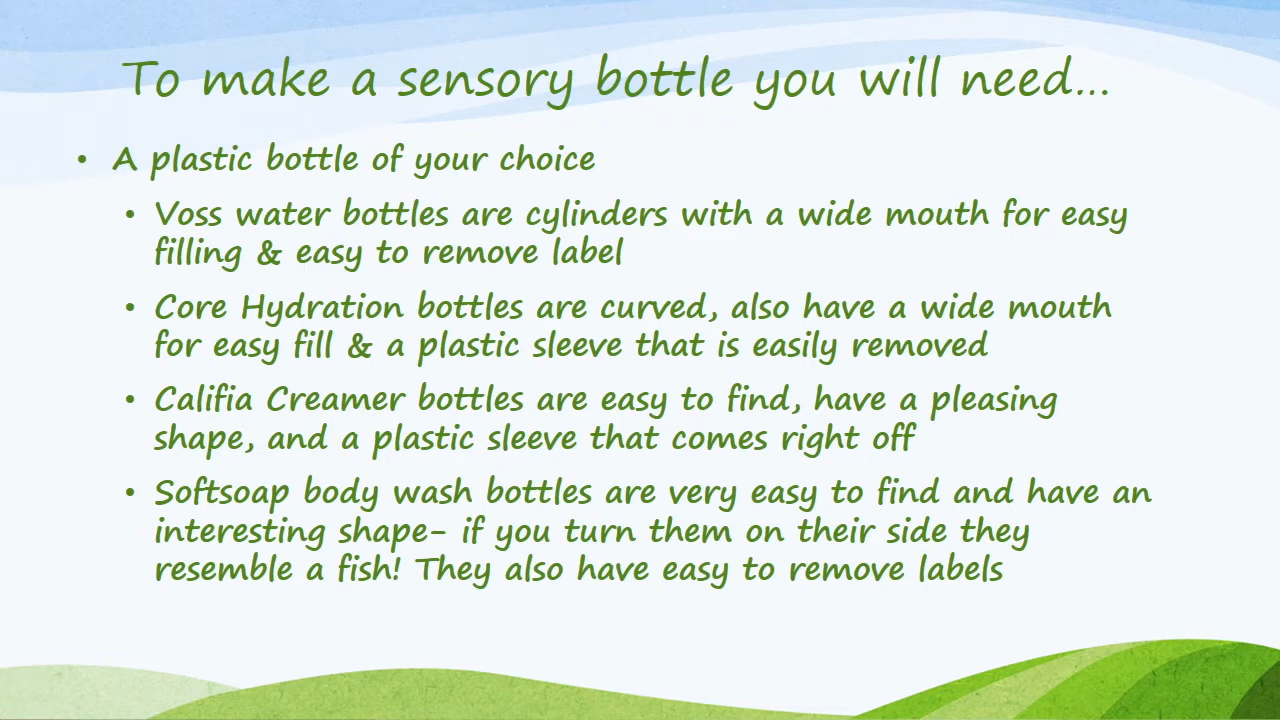 To make a sensory bottle you will need...
• A plastic bottle of your choice
• Voss water bottles are cylinders with a wide mouth for easy
filling & easy to remove label
• Core Hydration bottles are curved, also have a wide mouth
for easy fill & a plastic sleeve that is easily removed
• Califia Creamer bottles are easy to find, have a pleasing
shape, and a plastic sleeve that comes right off
• Softsoap body wash bottles are very easy to find and have an
interesting shape– if you turn them on their side they
resemble a fish! They also have easy to remove labels